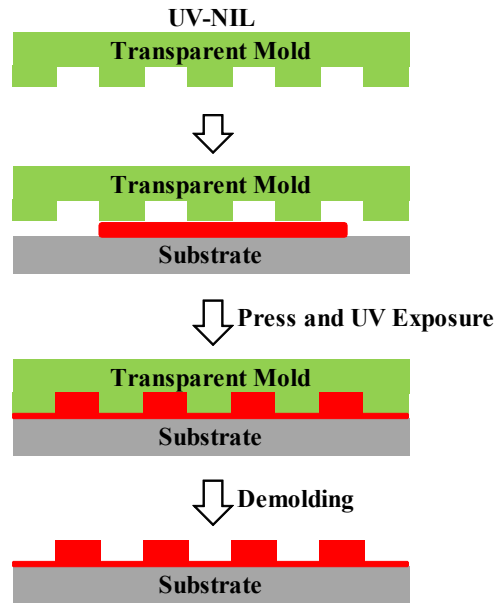 UV-NIL
Transparent Mold
Transparent Mold
Substrate
Press and UV Exposure
Transparent Mold
Substrate
Demolding
Substrate